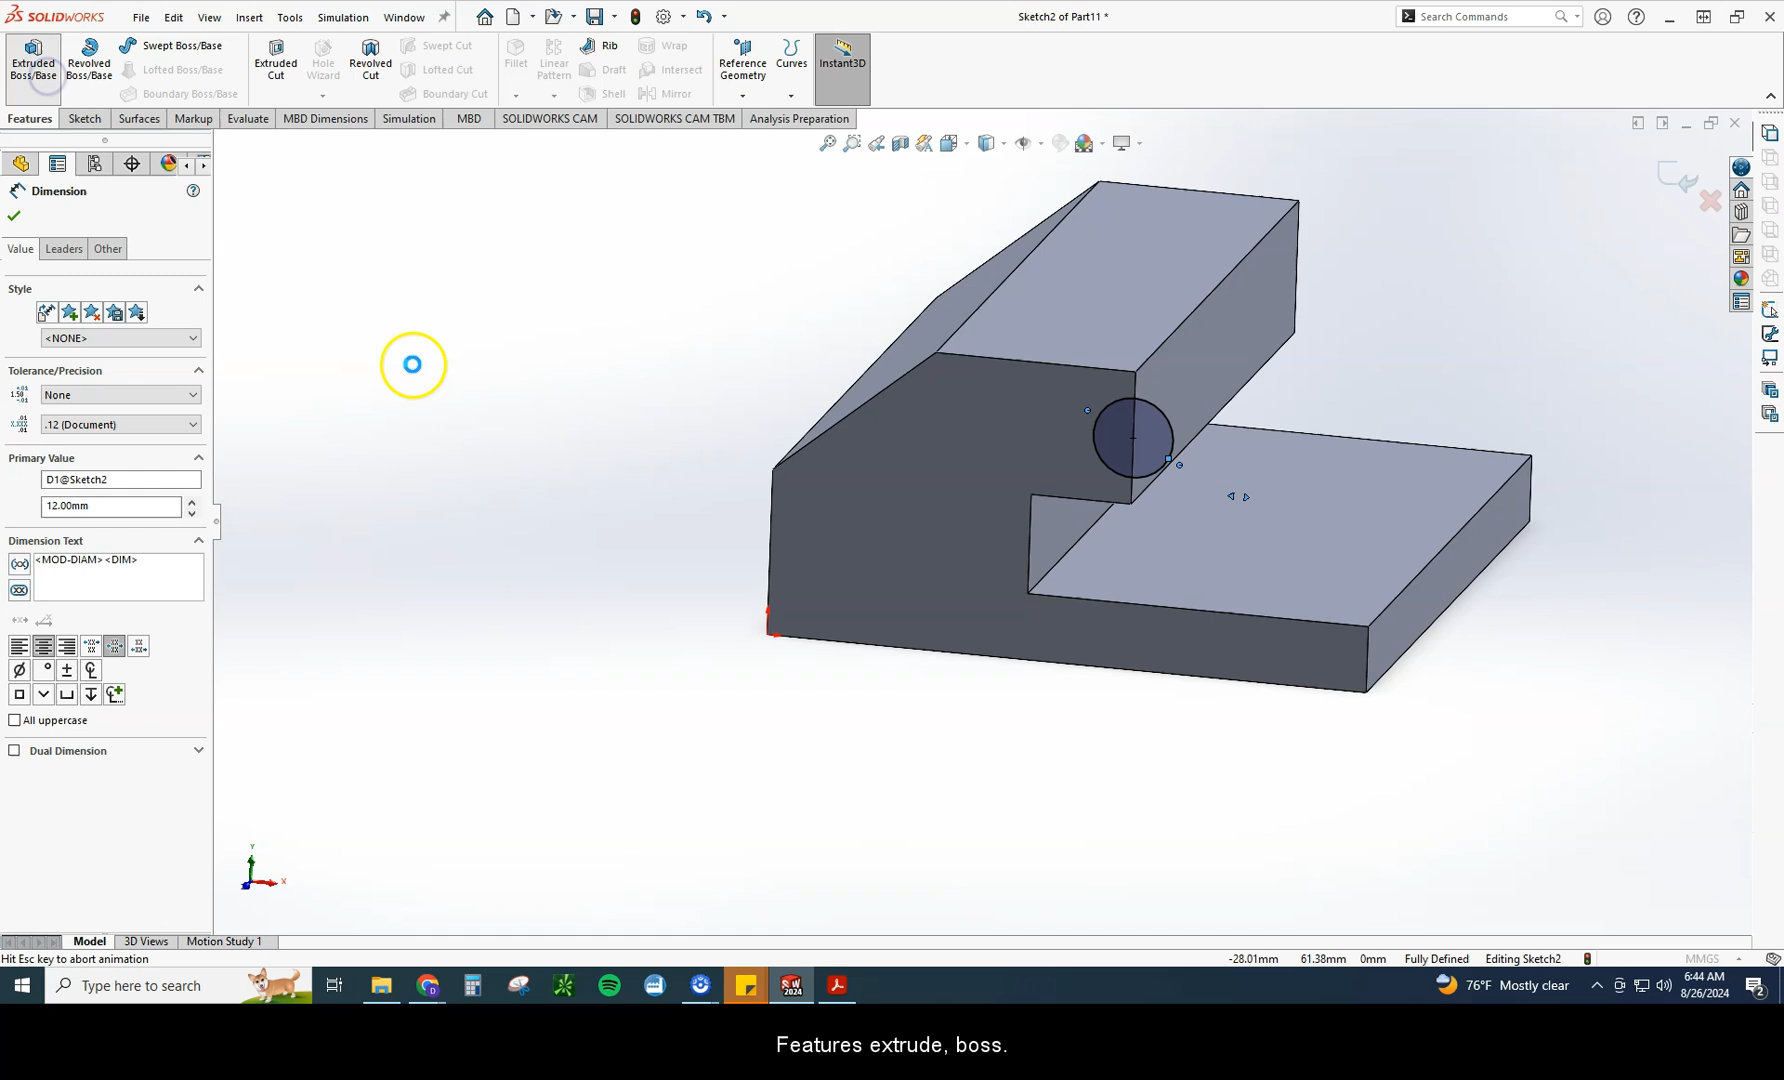 SOLIDWORKS File Edit View Insert Tools Simulation Window Sketch2 of Part11 * Search Commands
Extruded Boss/Base Revolved Boss/Base Swept Boss/Base Lofted Boss/Base Boundary Boss/Base Extruded Cut Hole Wizard Revolved Cut Swept Cut Lofted Cut Boundary Cut Fillet Linear Pattern Rib Draft Shell Wrap Intersect Mirror Reference Geometry Curves Instant3D
Features Sketch Surfaces Markup Evaluate MBD Dimensions Simulation MBD SOLIDWORKS CAM SOLIDWORKS CAM TBM Analysis Preparation
Dimension
Value Leaders Other
Style
<NONE>
Tolerance/Precision
None
.12 (Document)
Primary Value
D1@Sketch2
12.00mm
Dimension Text
<MOD-DIAM><DIM>
All uppercase
Dual Dimension
Y
X
Model 3D Views Motion Study 1
Hit Esc key to abort animation -28.01mm 61.38mm 0mm Fully Defined Editing Sketch2 MMGS
Type here to search 76°F Mostly clear 6:44 AM
8/26/2024
Features extrude, boss.